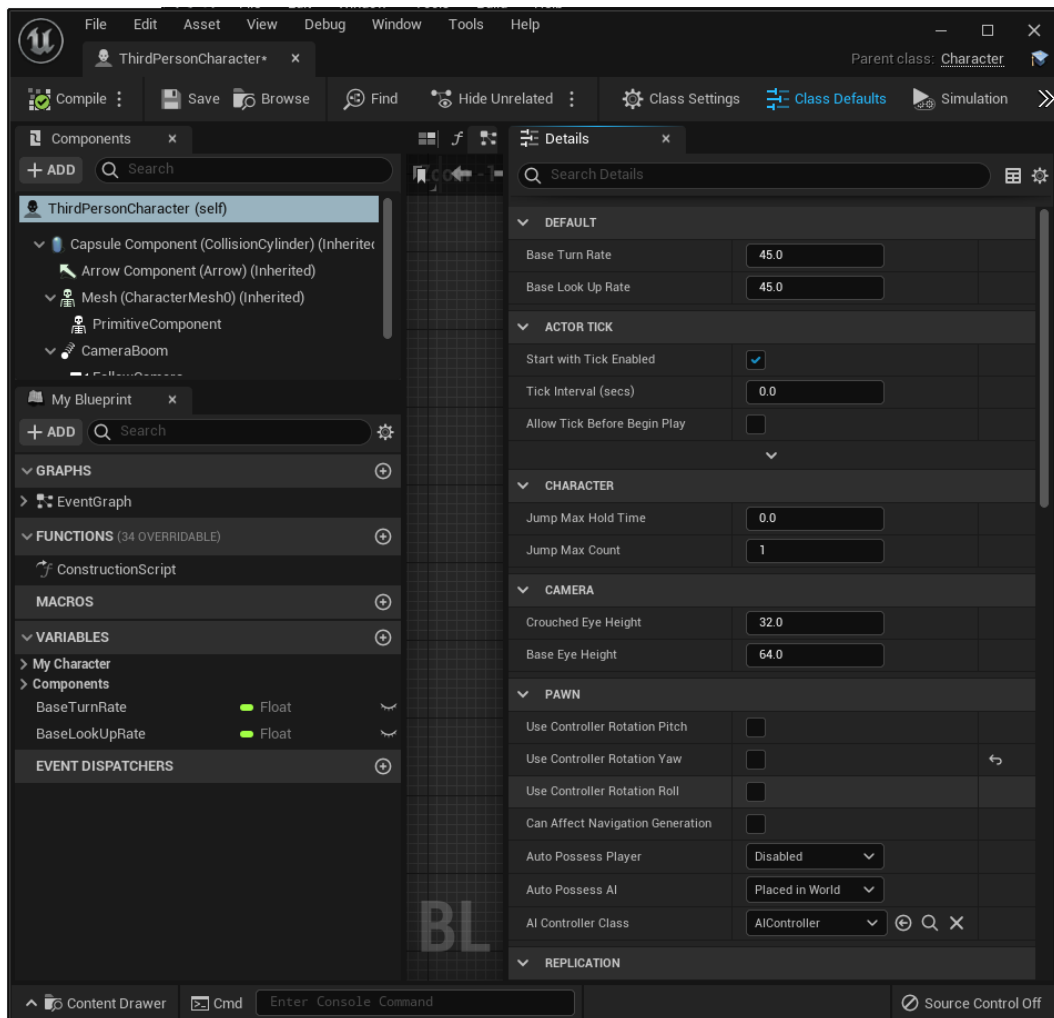 File Edit Asset View Debug Window Tools Help
ThirdPersonCharacter*
Parent class: Character
Compile Save Browse Find Hide Unrelated Class Settings Class Defaults Simulation
Components
+ ADD Search
ThirdPersonCharacter (self)
Capsule Component (CollisionCylinder) (Inherited
Arrow Component (Arrow) (Inherited)
Mesh (CharacterMesh0) (Inherited)
PrimitiveComponent
CameraBoom
My Blueprint
+ ADD Search
GRAPHS
EventGraph
FUNCTIONS (34 OVERRIDABLE)
ConstructionScript
MACROS
VARIABLES
My Character
Components
BaseTurnRate Float
BaseLookUpRate Float
EVENT DISPATCHERS
BL
Details
Search Details
DEFAULT
Base Turn Rate 45.0
Base Look Up Rate 45.0
ACTOR TICK
Start with Tick Enabled
Tick Interval (secs) 0.0
Allow Tick Before Begin Play
CHARACTER
Jump Max Hold Time 0.0
Jump Max Count 1
CAMERA
Crouched Eye Height 32.0
Base Eye Height 64.0
PAWN
Use Controller Rotation Pitch
Use Controller Rotation Yaw
Use Controller Rotation Roll
Can Affect Navigation Generation
Auto Possess Player Disabled
Auto Possess AI Placed in World
AI Controller Class AIController
REPLICATION
Content Drawer Cmd Enter Console Command Source Control Off